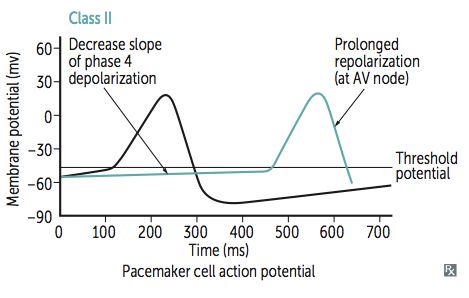 Class II
Decrease slope
of phase 4
depolarization
Prolonged
repolarization
(at AV node)
Threshold
potential
Membrane potential (mv)
60
30
0
–30
–60
–90
0 100 200 300 400 500 600 700
Time (ms)
Pacemaker cell action potential
Rx